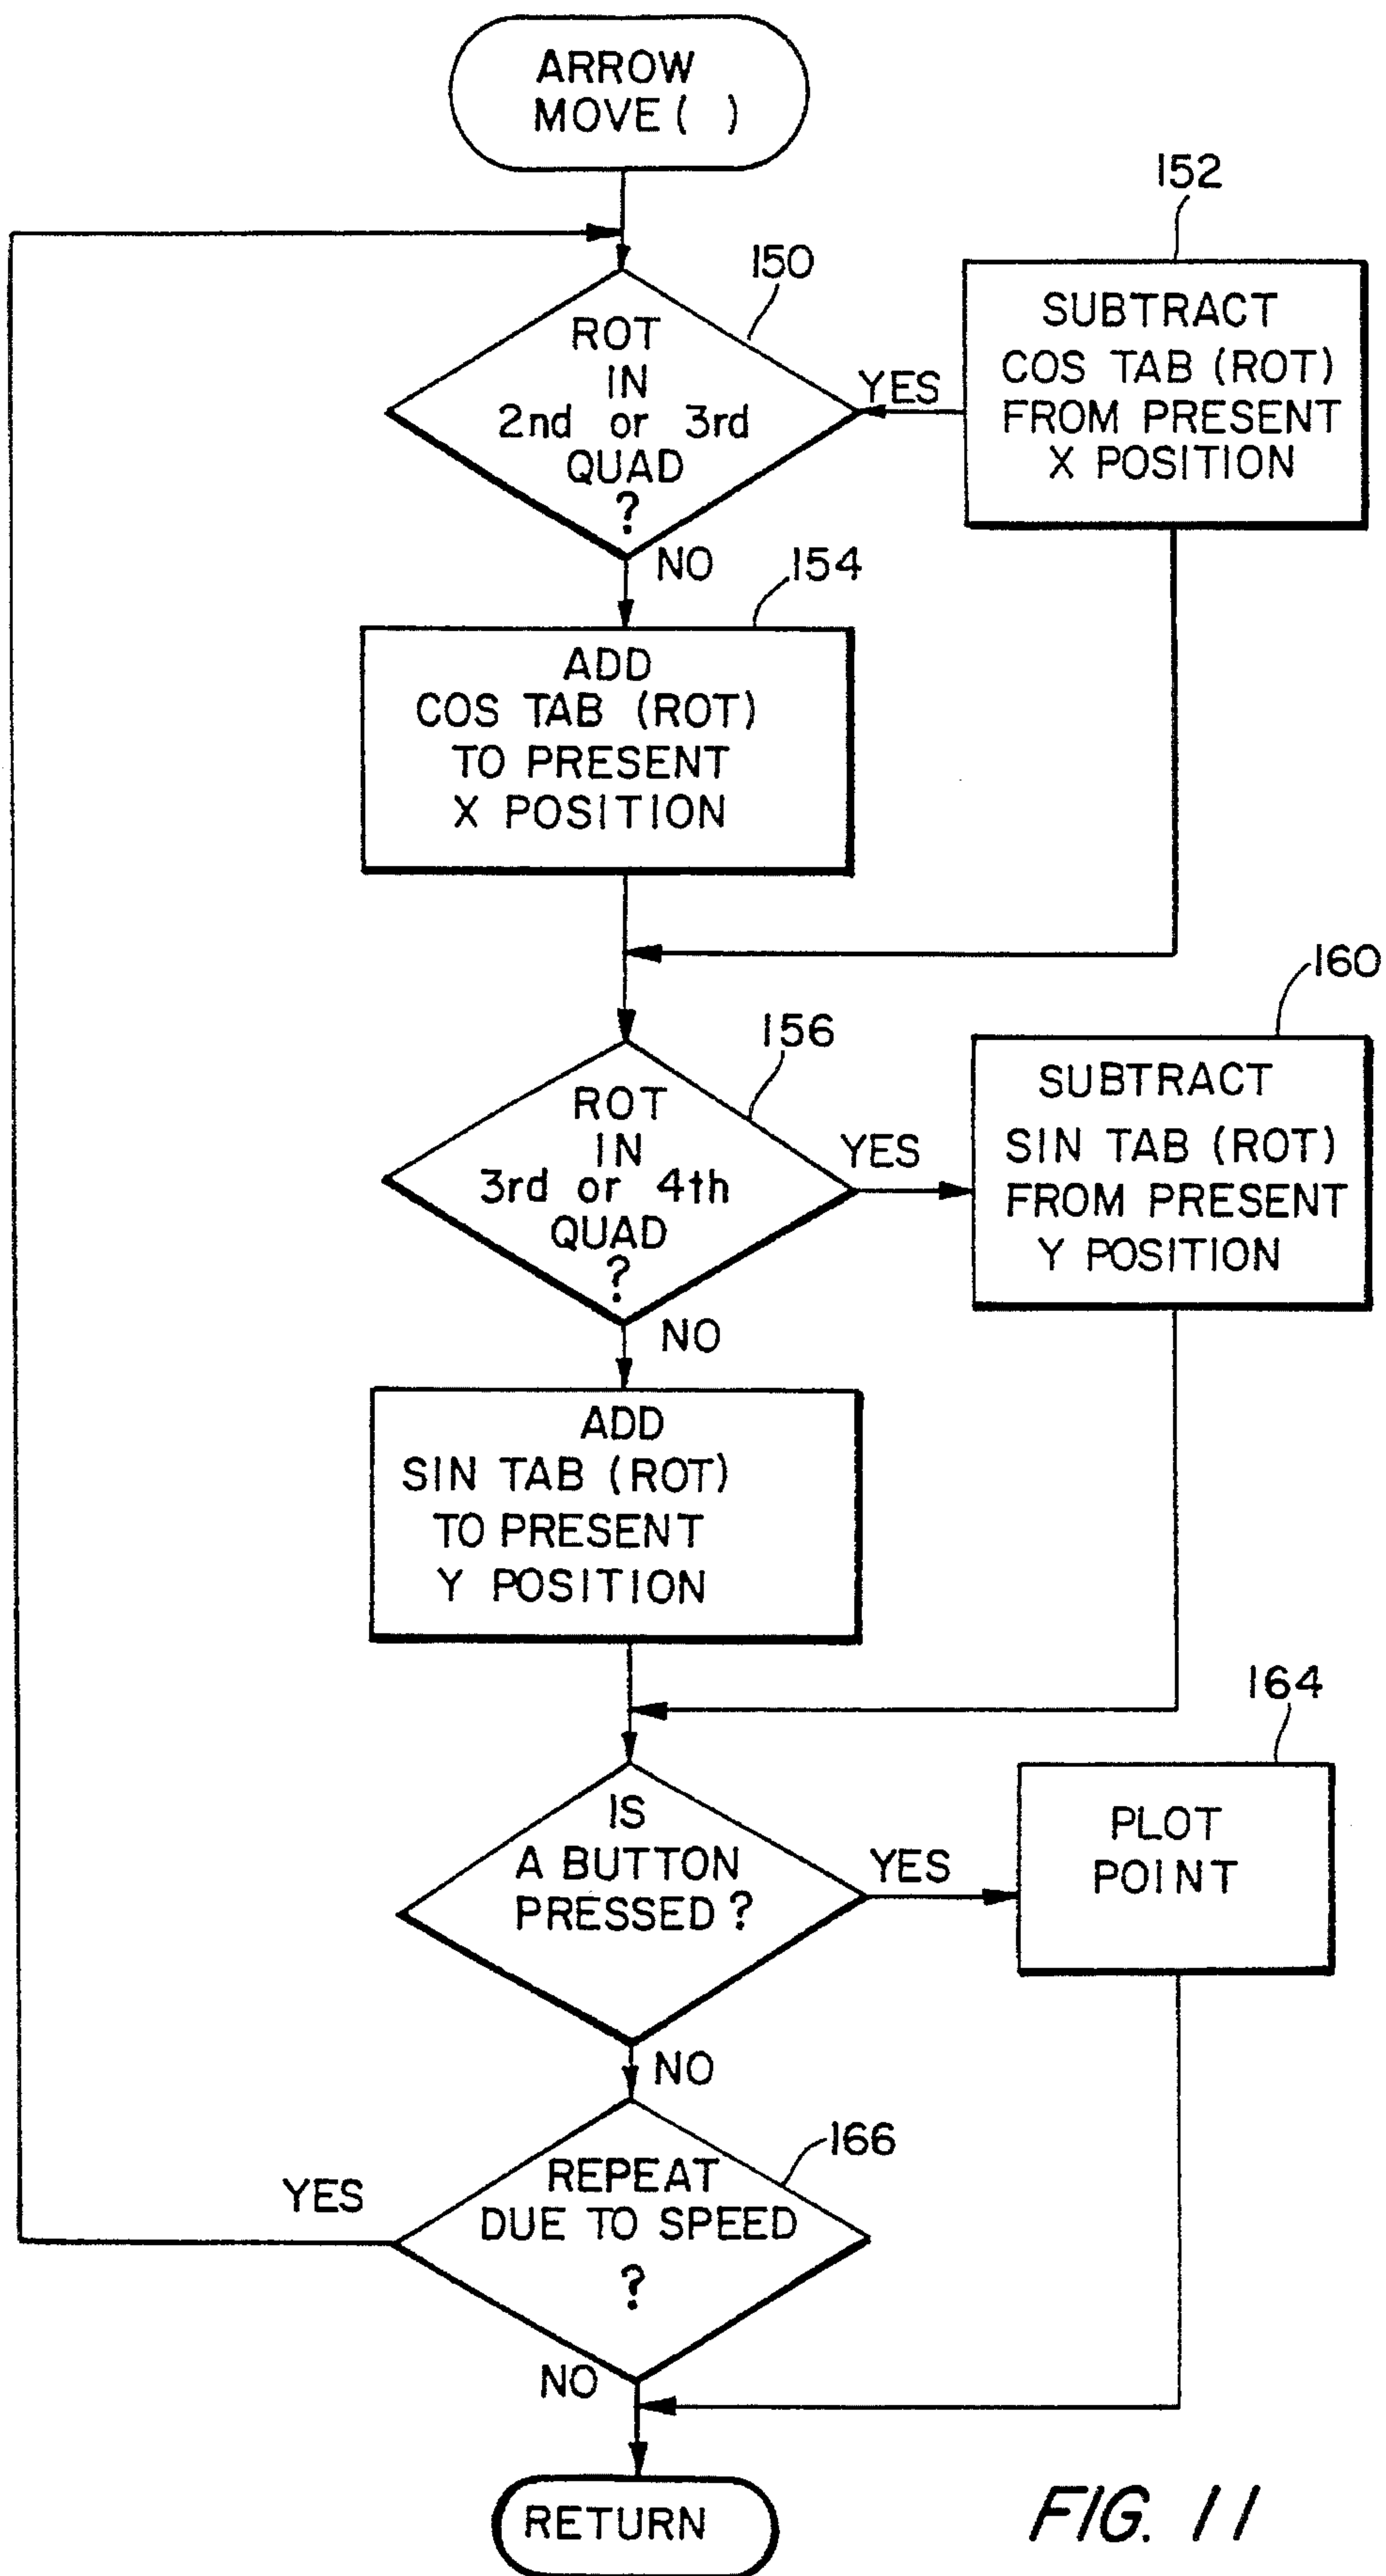 ARROW
MOVE ( )
152
150
ROT
IN
2nd or 3rd
QUAD
?
YES
SUBTRACT
COS TAB (ROT)
FROM PRESENT
X POSITION
NO
154
ADD
COS TAB (ROT)
TO PRESENT
X POSITION
160
156
ROT
IN
3rd or 4th
QUAD
?
YES
SUBTRACT
SIN TAB (ROT)
FROM PRESENT
Y POSITION
NO
ADD
SIN TAB (ROT)
TO PRESENT
Y POSITION
164
IS
A BUTTON
PRESSED ?
YES
PLOT
POINT
NO
166
REPEAT
DUE TO SPEED
?
YES
NO
RETURN
FIG. 11